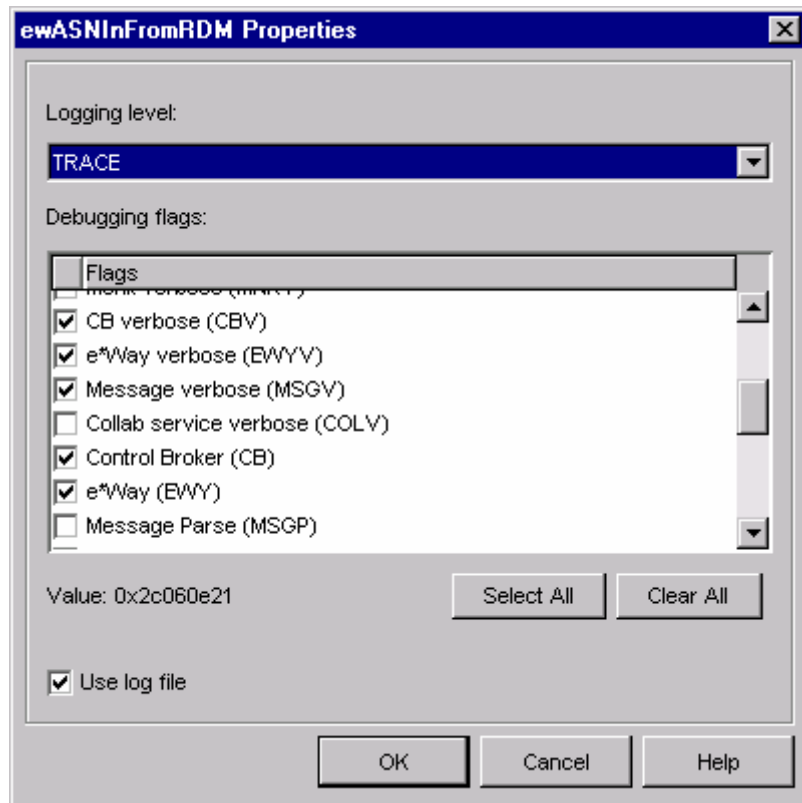 ewASNInFromRDM Properties
Logging level:
TRACE
Debugging flags:
Flags
CB verbose (CBV)
e*Way verbose (EWYV)
Message verbose (MSGV)
Collab service verbose (COLV)
Control Broker (CB)
e*Way (EWY)
Message Parse (MSGP)
Value: 0x2c060e21
Select All
Clear All
Use log file
OK
Cancel
Help